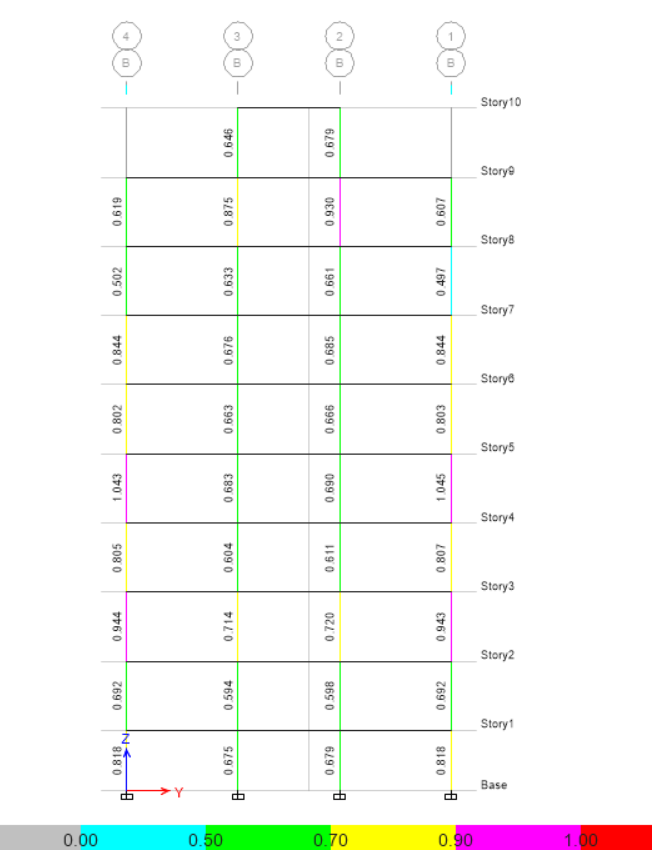 4 3 2 1
B B B B
Story10
0.646 0.679
Story9
0.619 0.875 0.930 0.607
Story8
0.502 0.633 0.661 0.497
Story7
0.844 0.676 0.685 0.844
Story6
0.802 0.663 0.666 0.803
Story5
1.043 0.683 0.690 1.045
Story4
0.805 0.604 0.611 0.807
Story3
0.944 0.714 0.720 0.943
Story2
0.692 0.594 0.598 0.692
Story1
Z
0.818 0.675 0.679 0.818
Base
Y
0.00 0.50 0.70 0.90 1.00